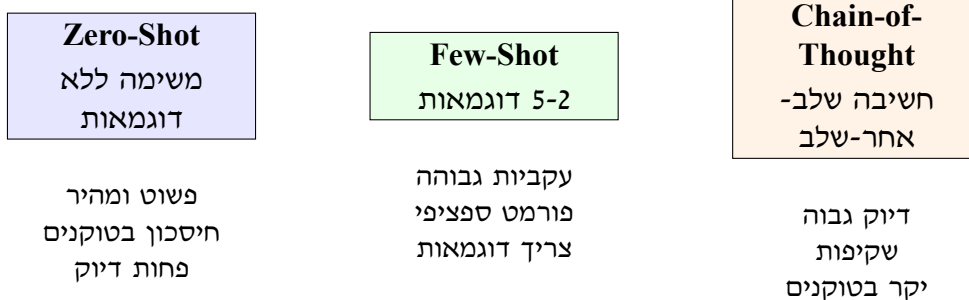 Zero-Shot
משימה ללא
דוגמאות
פשוט ומהיר
חיסכון בטוקנים
פחות דיוק
Few-Shot
5-2 דוגמאות
עקביות גבוהה
פורמט ספציפי
צריך דוגמאות
Chain-of-
Thought
חשיבה שלב-
אחר-שלב
דיוק גבוה
שקיפות
יקר בטוקנים